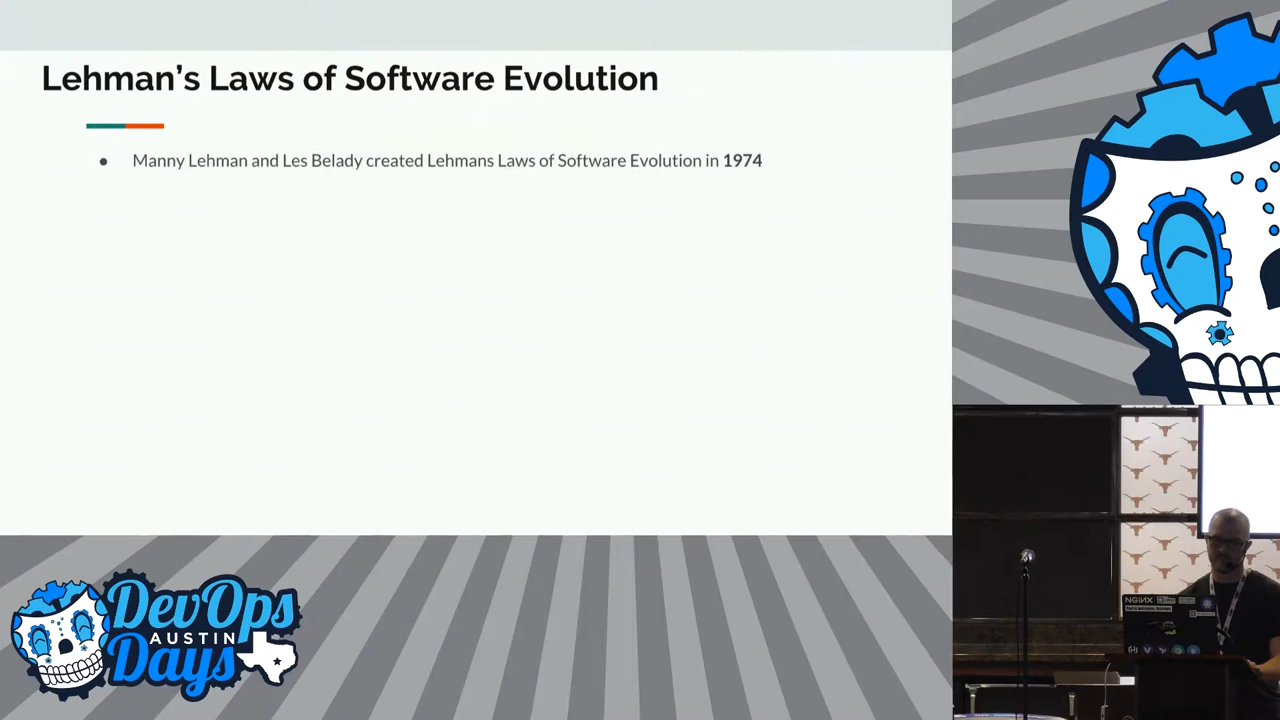 Lehman’s Laws of Software Evolution
● Manny Lehman and Les Belady created Lehmans Laws of Software Evolution in 1974
NGINX
DevOps
AUSTIN
Days